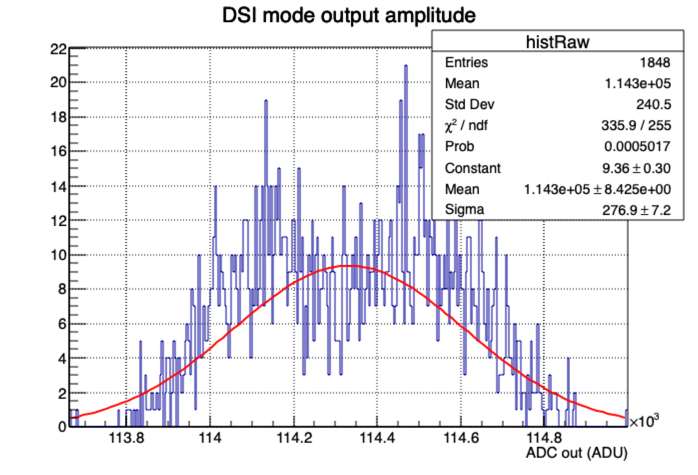 DSI mode output amplitude
histRaw
Entries 1848
Mean 1.143e+05
Std Dev 240.5
χ² / ndf 335.9 / 255
Prob 0.0005017
Constant 9.36 ± 0.30
Mean 1.143e+05 ± 8.425e+00
Sigma 276.9 ± 7.2
22
20
18
16
14
12
10
8
6
4
2
0
113.8 114 114.2 114.4 114.6 114.8
×10³
ADC out (ADU)